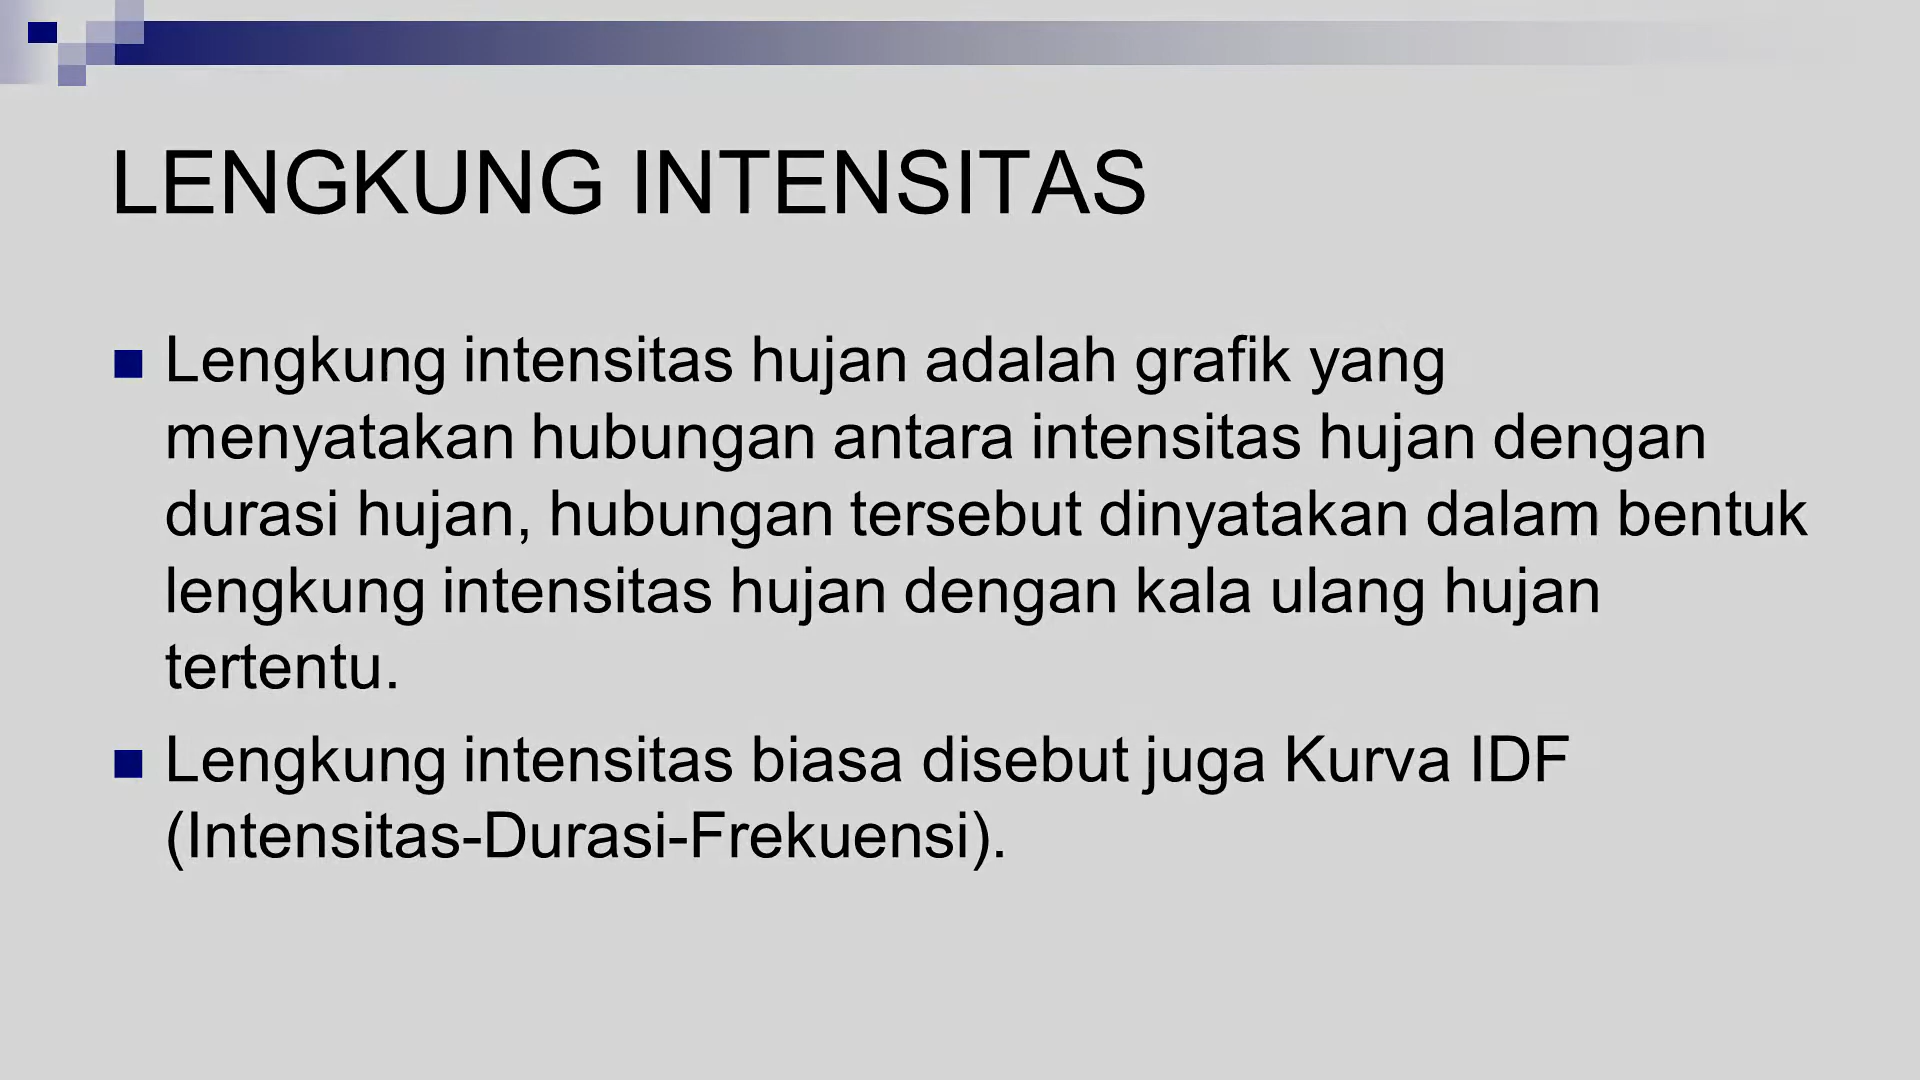 LENGKUNG INTENSITAS
Lengkung intensitas hujan adalah grafik yang
menyatakan hubungan antara intensitas hujan dengan
durasi hujan, hubungan tersebut dinyatakan dalam bentuk
lengkung intensitas hujan dengan kala ulang hujan
tertentu.
Lengkung intensitas biasa disebut juga Kurva IDF
(Intensitas-Durasi-Frekuensi).